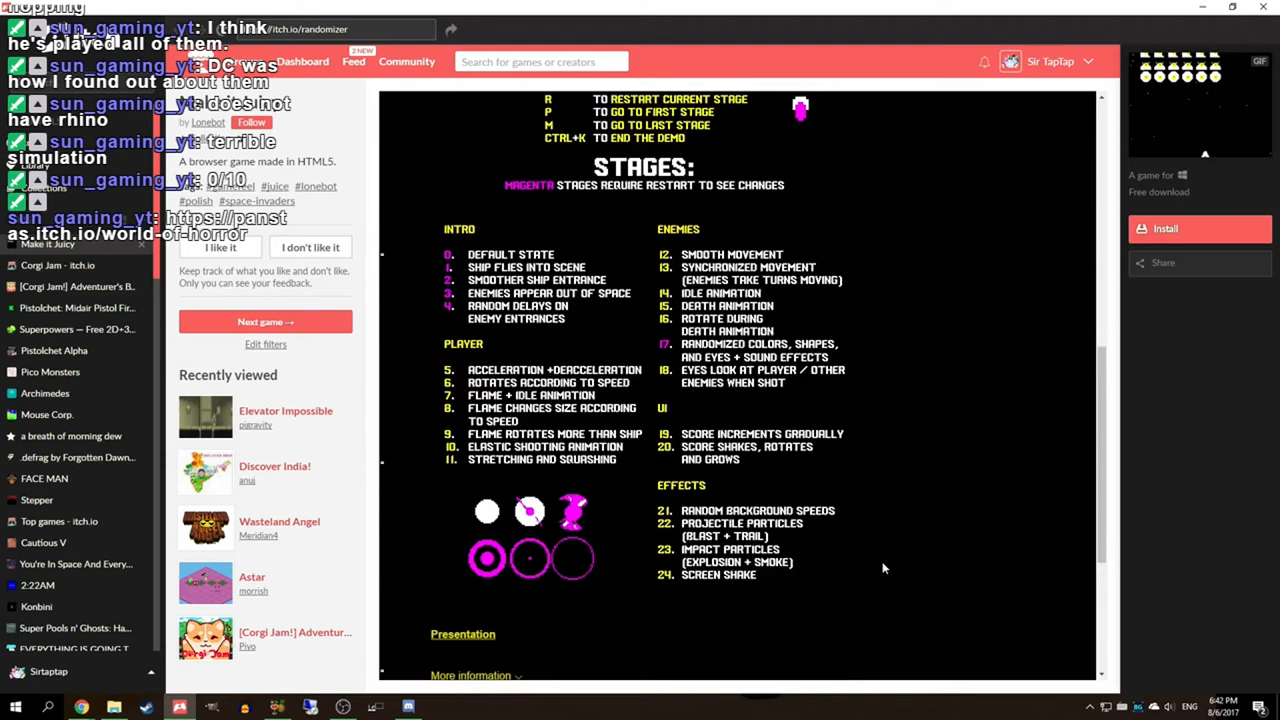 hopping
sun_gaming_yt: I think
he's played all of them.
sun_gaming_yt: DC was
how I found out about them
sun_gaming_yt: does not
have rhino
sun_gaming_yt: terrible
simulation
sun_gaming_yt: 0/10
sun_gaming_yt: https://panst
as.itch.io/world-of-horror
//itch.io/randomizer
Dashboard
2 NEW
Feed
Community
Search for games or creators
Sir TapTap
by Lonebot
Follow
A browser game made in HTML5.
#juice
#lonebot
#polish
#space-invaders
I like it
I don't like it
Keep track of what you like and don't like.
Only you can see your feedback.
Next game →
Edit filters
Recently viewed
Elevator Impossible
pigravity
Discover India!
anuj
Wasteland Angel
Meridian4
Astar
morrish
[Corgi Jam!] Adventur...
Pivo
Library
Collections
Make it Juicy
Corgi Jam - itch.io
[Corgi Jam!] Adventurer's B...
Pistolchet: Midair Pistol Fir...
Superpowers — Free 2D+3...
Pistolchet Alpha
Pico Monsters
Archimedes
Mouse Corp.
a breath of morning dew
.defrag by Forgotten Dawn...
FACE MAN
Stepper
Top games - itch.io
Cautious V
You're In Space And Every...
2:22AM
Konbini
Super Pools n' Ghosts: Ha...
EVERYTHING IS GOING T
Sirtaptap
R TO RESTART CURRENT STAGE
P TO GO TO FIRST STAGE
M TO GO TO LAST STAGE
CTRL+K TO END THE DEMO
STAGES:
MAGENTA STAGES REQUIRE RESTART TO SEE CHANGES
INTRO
0. DEFAULT STATE
1. SHIP FLIES INTO SCENE
2. SMOOTHER SHIP ENTRANCE
3. ENEMIES APPEAR OUT OF SPACE
4. RANDOM DELAYS ON
ENEMY ENTRANCES
PLAYER
5. ACCELERATION +DEACCELERATION
6. ROTATES ACCORDING TO SPEED
7. FLAME + IDLE ANIMATION
8. FLAME CHANGES SIZE ACCORDING
TO SPEED
9. FLAME ROTATES MORE THAN SHIP
10. ELASTIC SHOOTING ANIMATION
11. STRETCHING AND SQUASHING
ENEMIES
12. SMOOTH MOVEMENT
13. SYNCHRONIZED MOVEMENT
(ENEMIES TAKE TURNS MOVING)
14. IDLE ANIMATION
15. DEATH ANIMATION
16. ROTATE DURING
DEATH ANIMATION
17. RANDOMIZED COLORS, SHAPES,
AND EYES + SOUND EFFECTS
18. EYES LOOK AT PLAYER / OTHER
ENEMIES WHEN SHOT
UI
19. SCORE INCREMENTS GRADUALLY
20. SCORE SHAKES, ROTATES
AND GROWS
EFFECTS
21. RANDOM BACKGROUND SPEEDS
22. PROJECTILE PARTICLES
(BLAST + TRAIL)
23. IMPACT PARTICLES
(EXPLOSION + SMOKE)
24. SCREEN SHAKE
Presentation
More information
GIF
A game for
Free download
Install
Share
ENG
6:42 PM
8/6/2017
2